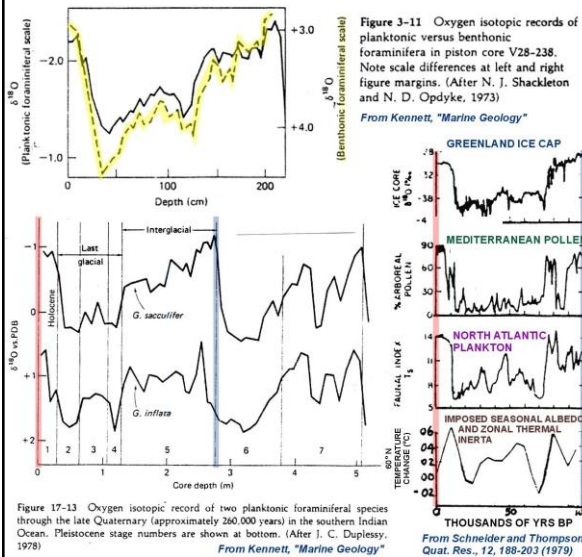 δ¹⁸O
(Planktonic foraminiferal scale)
-2.0
-1.0
+3.0
+4.0
δ¹⁸O
(Benthonic foraminiferal scale)
0
100
200
Depth (cm)
Figure 3-11 Oxygen isotopic records of
planktonic versus benthonic
foraminifera in piston core V28-238.
Note scale differences at left and right
figure margins. (After N. J. Shackleton
and N. D. Opdyke, 1973)
From Kennett, "Marine Geology"
δ¹⁸O vs.PDB
-1
0
+1
+2
Holocene
Last
glacial
Interglacial
G. sacculifer
G. inflata
1
2
3
4
5
6
7
0
1
2
3
4
5
Core depth (m)
Figure 17-13 Oxygen isotopic record of two planktonic foraminiferal species
through the late Quaternary (approximately 260,000 years) in the southern Indian
Ocean. Pleistocene stage numbers are shown at bottom. (After J. C. Duplessy,
1978)
From Kennett, "Marine Geology"
GREENLAND ICE CAP
ICE CORE
-38
MEDITERRANEAN POLLEN
% ARBOREAL
POLLEN
90
60
30
0
NORTH ATLANTIC
PLANKTON
FAUNAL INDEX
Ts
14
11
IMPOSED SEASONAL ALBEDO
AND ZONAL THERMAL
INERTA
60°N
TEMPERATURE
CHANGE (°C)
THOUSANDS OF YRS BP
From Schneider and Thompson
Quat. Res., 12, 188-203 (1979)